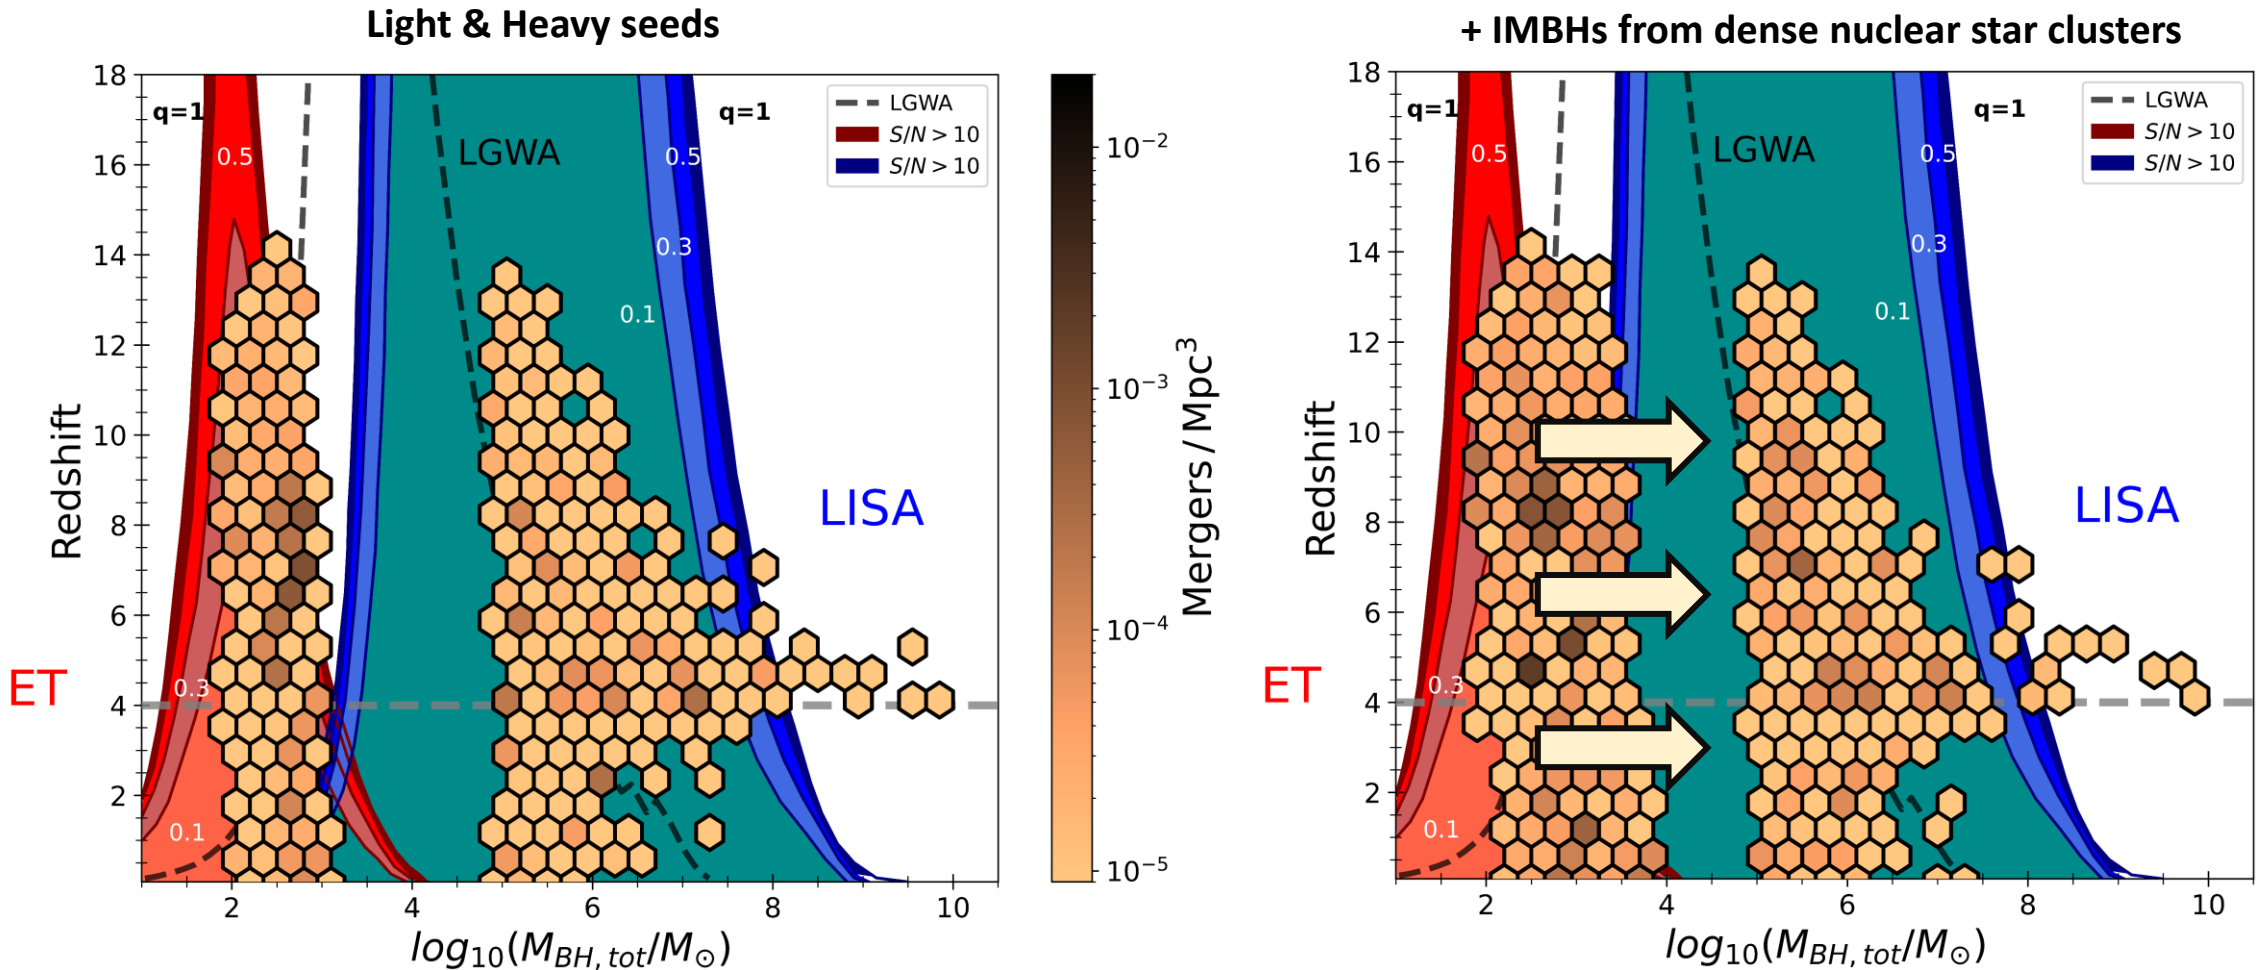 Light & Heavy seeds
18
16
14
12
10
8
6
4
2
Redshift
ET
q=1
0.5
0.3
0.1
LGWA
0.5
0.3
0.1
q=1
LGWA
S/N > 10
S/N > 10
LISA
2 4 6 8 10
log10(MBH, tot/M⊙)
10−2
10−3
10−4
10−5
Mergers / Mpc3
+ IMBHs from dense nuclear star clusters
18
16
14
12
10
8
6
4
2
Redshift
ET
q=1
0.5
0.3
0.1
LGWA
0.5
0.3
0.1
q=1
LGWA
S/N > 10
S/N > 10
LISA
2 4 6 8 10
log10(MBH, tot/M⊙)